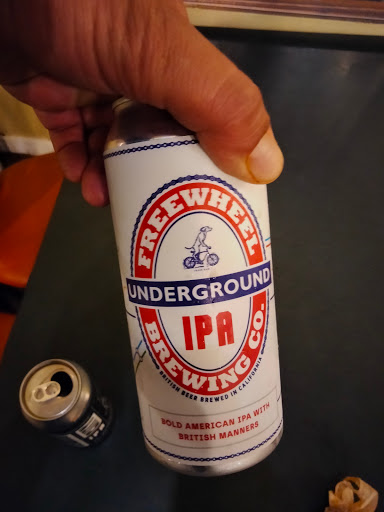 FREEWHEEL
UNDERGROUND
IPA
BREWING CO.
BRITISH BEER BREWED IN CALIFORNIA
BOLD AMERICAN IPA WITH
BRITISH MANNERS